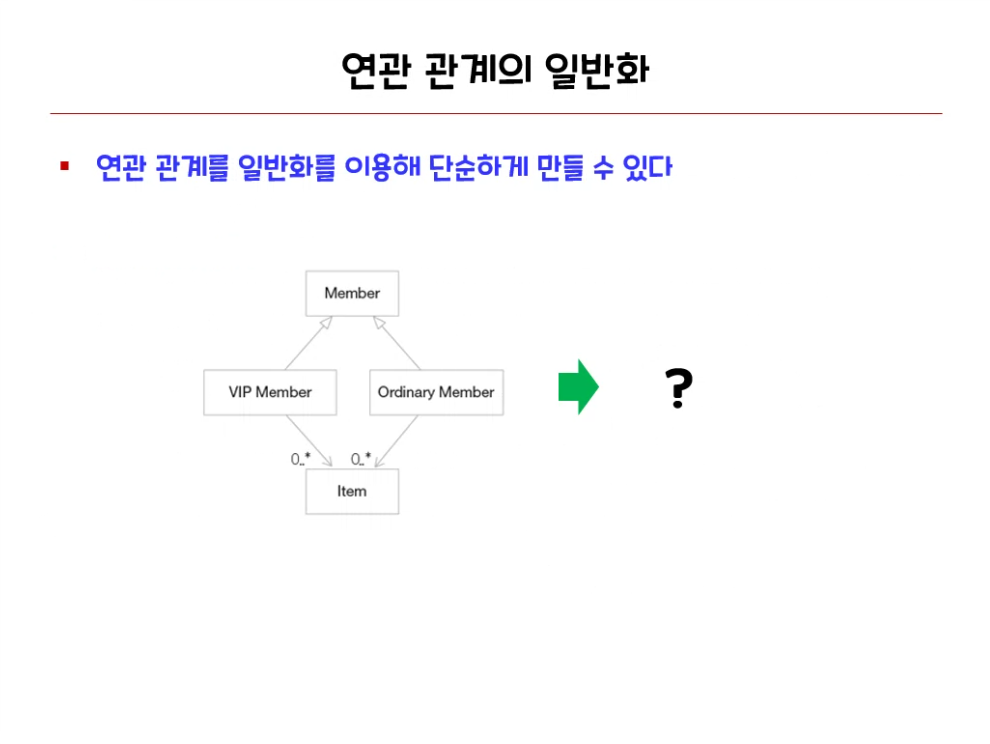 연관 관계의 일반화
▪ 연관 관계를 일반화를 이용해 단순하게 만들 수 있다
Member
VIP Member
Ordinary Member
?
0..*
0..*
Item